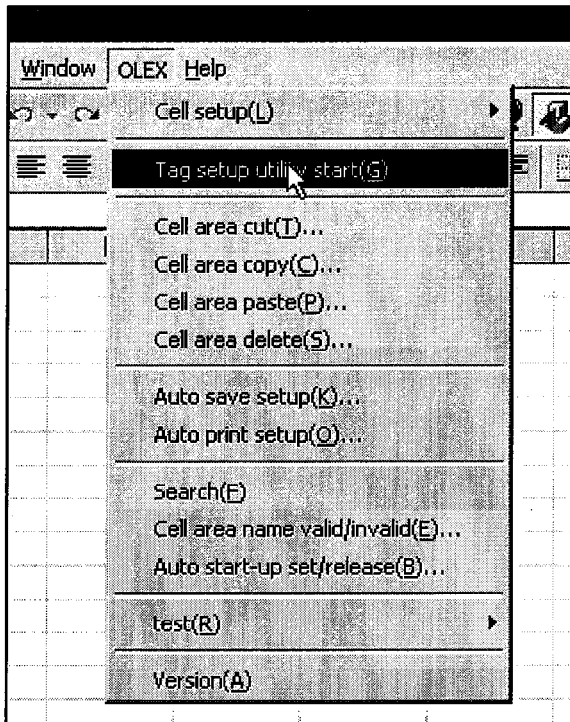 Window OLEX Help
Cell setup(L)
Tag setup utility start(G)
Cell area cut(T)...
Cell area copy(C)...
Cell area paste(P)...
Cell area delete(S)...
Auto save setup(K)...
Auto print setup(O)...
Search(F)
Cell area name valid/invalid(E)...
Auto start-up set/release(B)...
test(R)
Version(A)